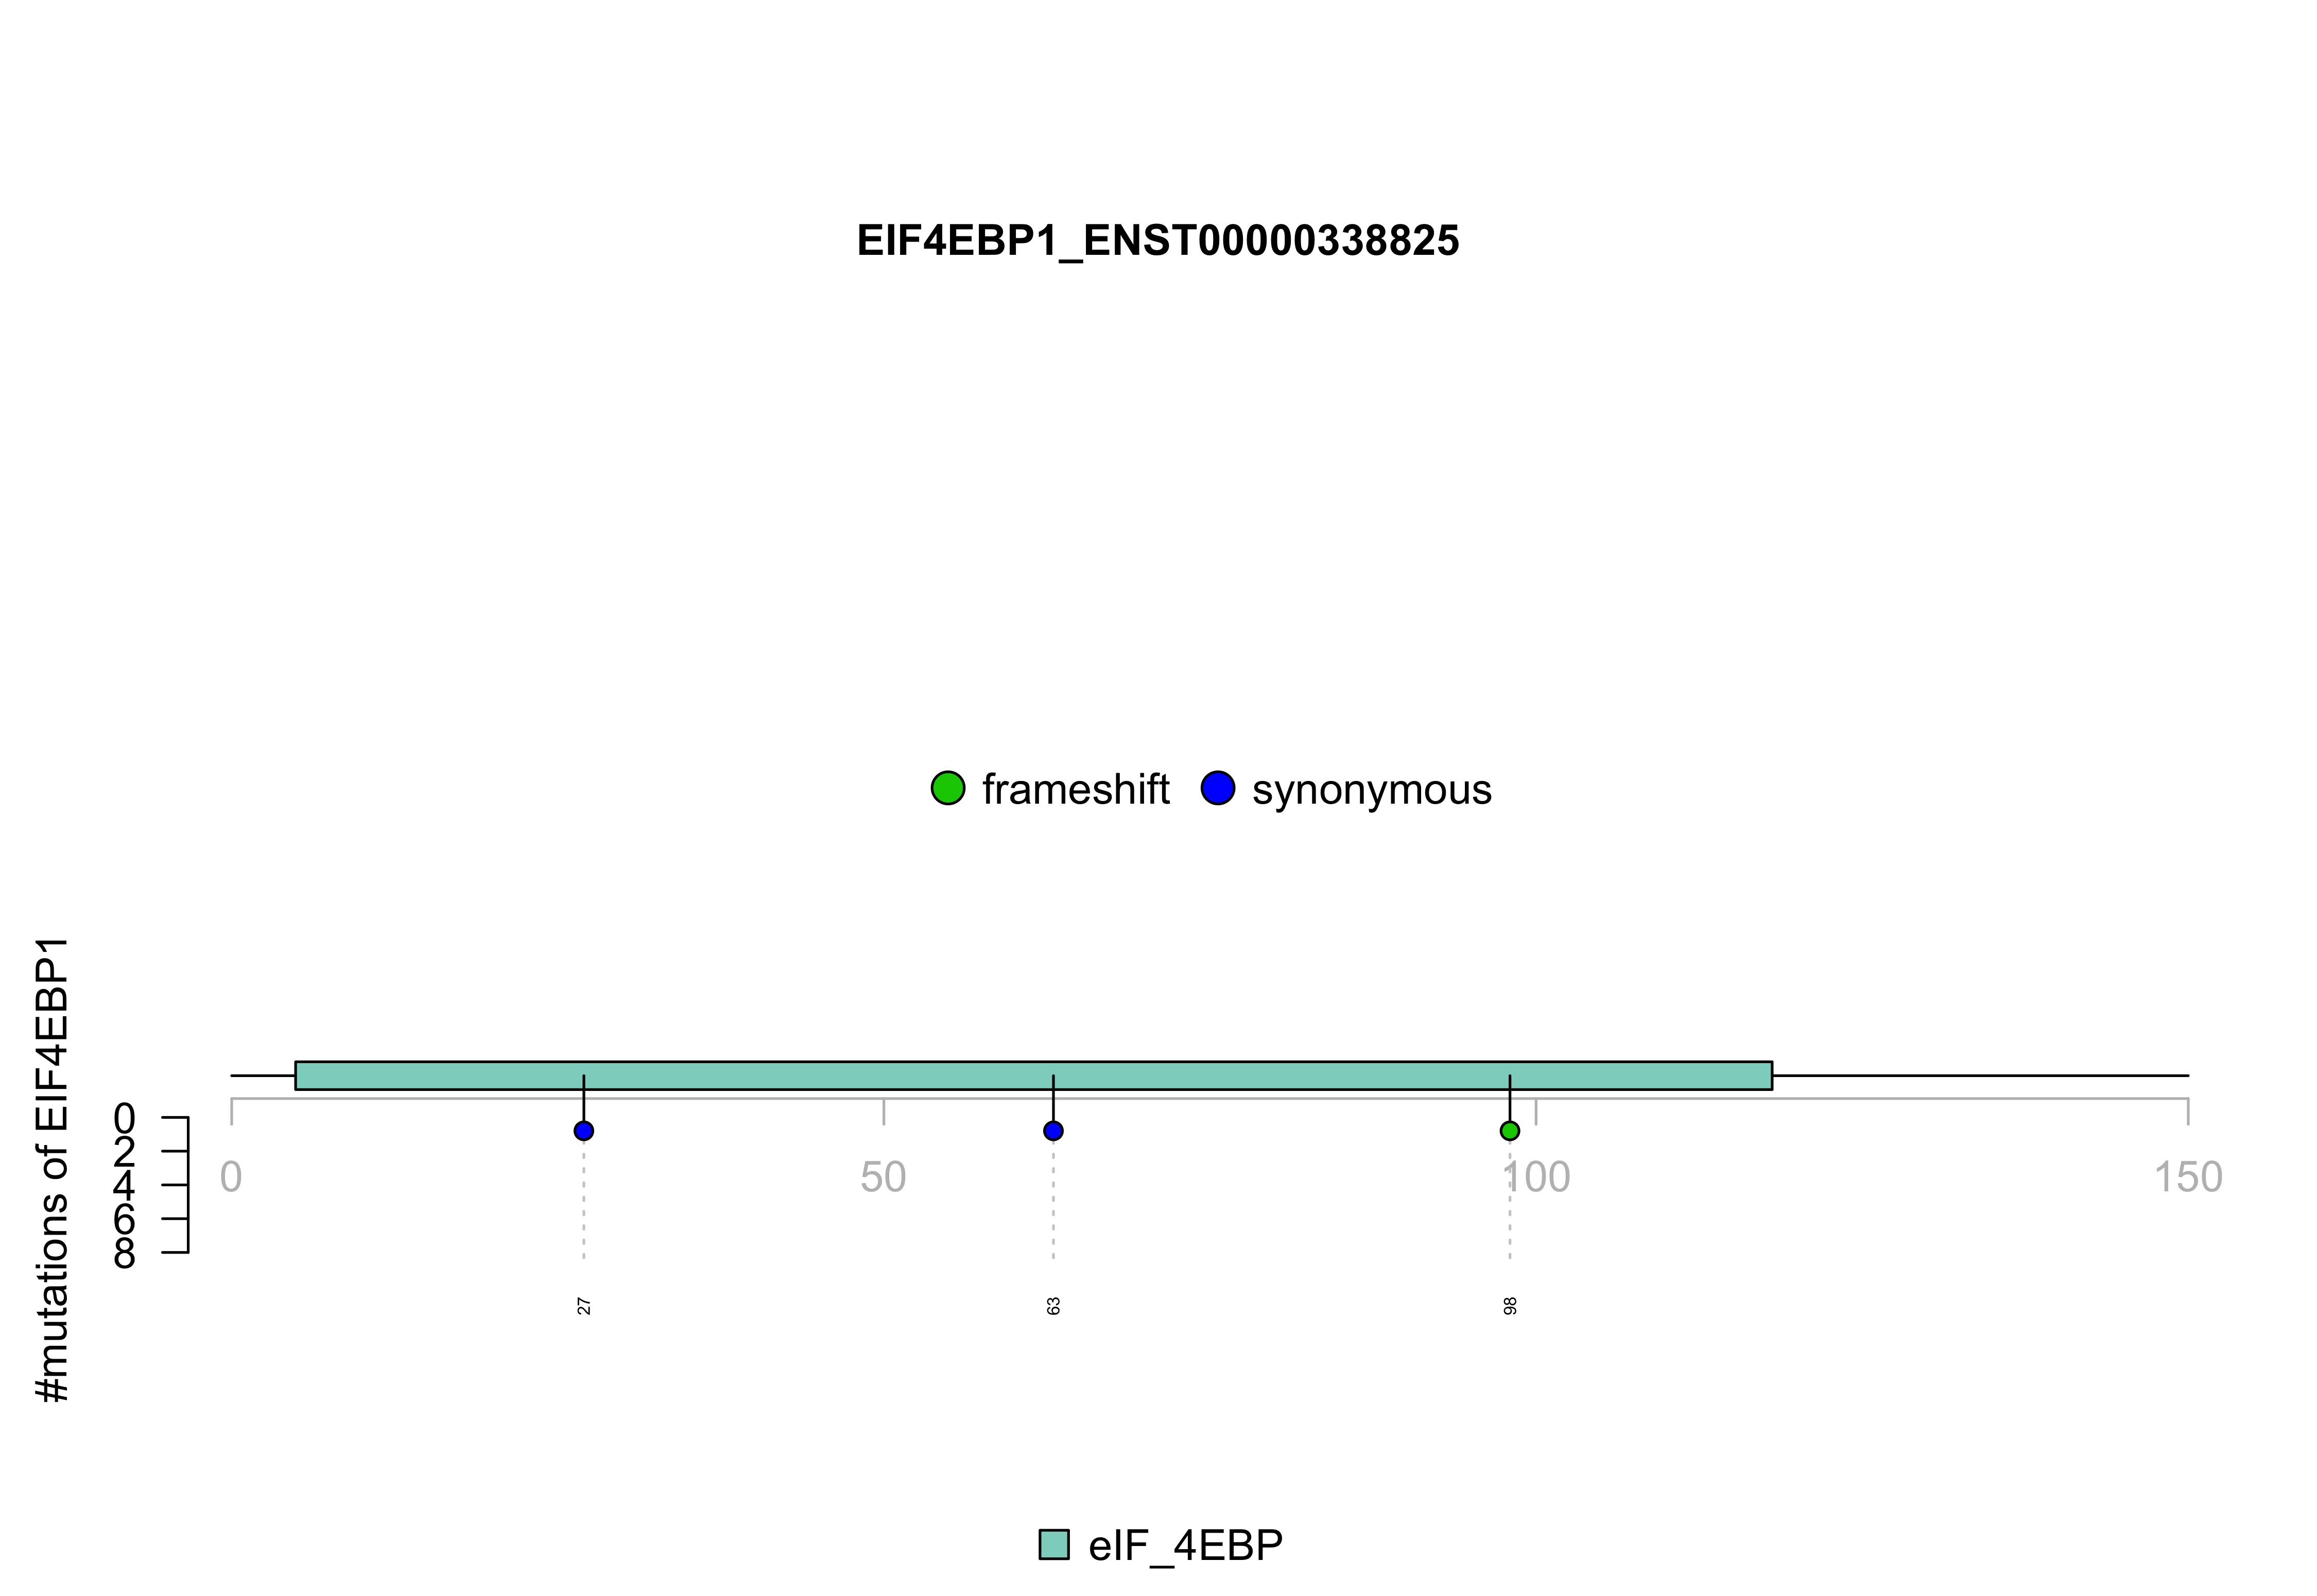 EIF4EBP1_ENST00000338825
frameshift synonymous
#mutations of EIF4EBP1
0
2
4
6
8
0 50 100 150
27 63 98
eIF_4EBP